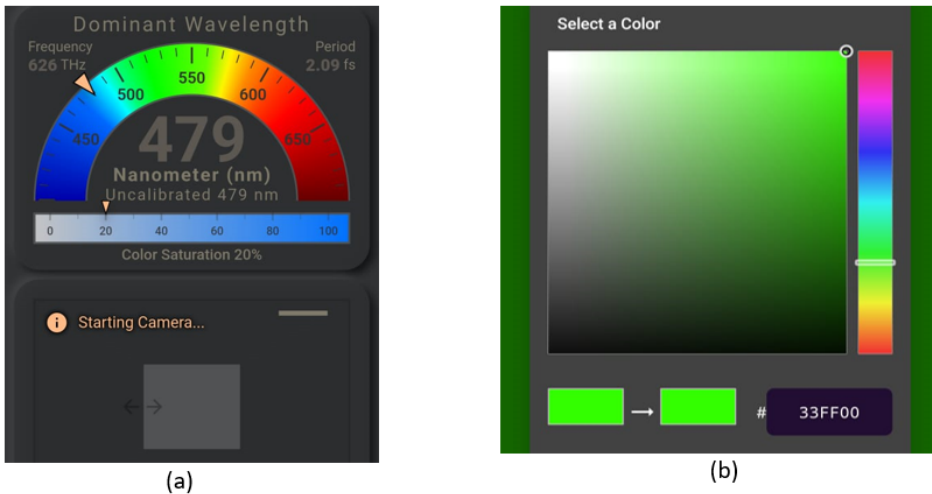 Dominant Wavelength
Frequency
626 THz
Period
2.09 fs
450
500
550
600
650
479
Nanometer (nm)
Uncalibrated 479 nm
0 20 40 60 80 100
Color Saturation 20%
i Starting Camera...
(a)
Select a Color
# 33FF00
(b)